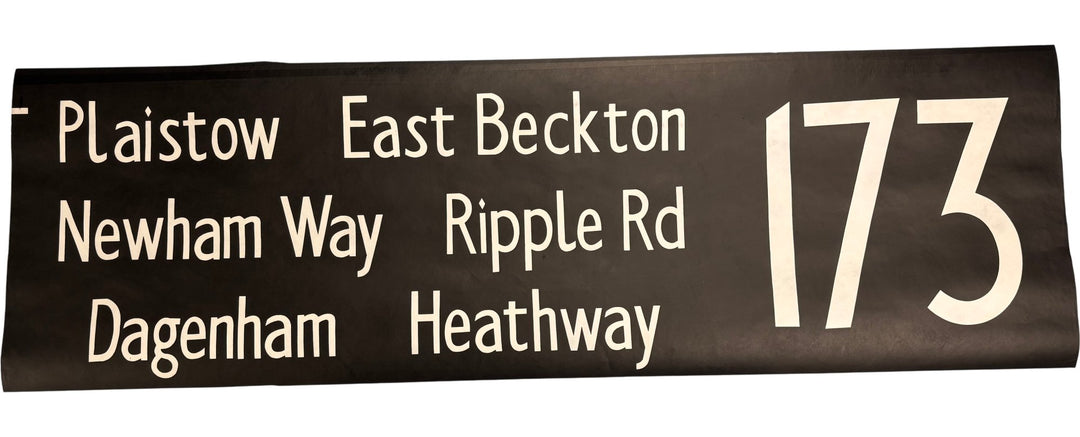 Plaistow East Beckton
Newham Way Ripple Rd
Dagenham Heathway
173